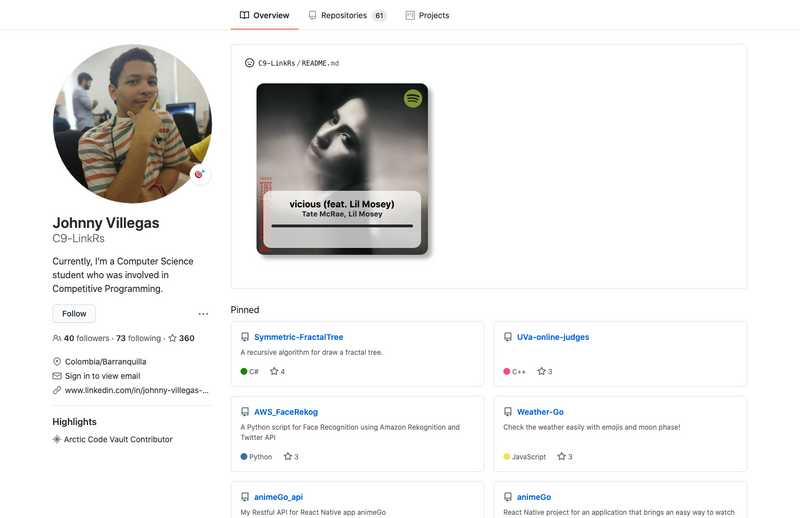 Overview
Repositories 61
Projects
C9-LinkRs / README.md
vicious (feat. Lil Mosey)
Tate McRae, Lil Mosey
Johnny Villegas
C9-LinkRs
Currently, I'm a Computer Science
student who was involved in
Competitive Programming.
Follow
40 followers · 73 following · 360
Colombia/Barranquilla
Sign in to view email
www.linkedin.com/in/johnny-villegas-...
Highlights
Arctic Code Vault Contributor
Pinned
Symmetric-FractalTree
A recursive algorithm for draw a fractal tree.
C# 4
UVa-online-judges
C++ 3
AWS_FaceRekog
A Python script for Face Recognition using Amazon Rekognition and
Twitter API
Python 3
Weather-Go
Check the weather easily with emojis and moon phase!
JavaScript 3
animeGo_api
My Restful API for React Native app animeGo
animeGo
React Native project for an application that brings an easy way to watch